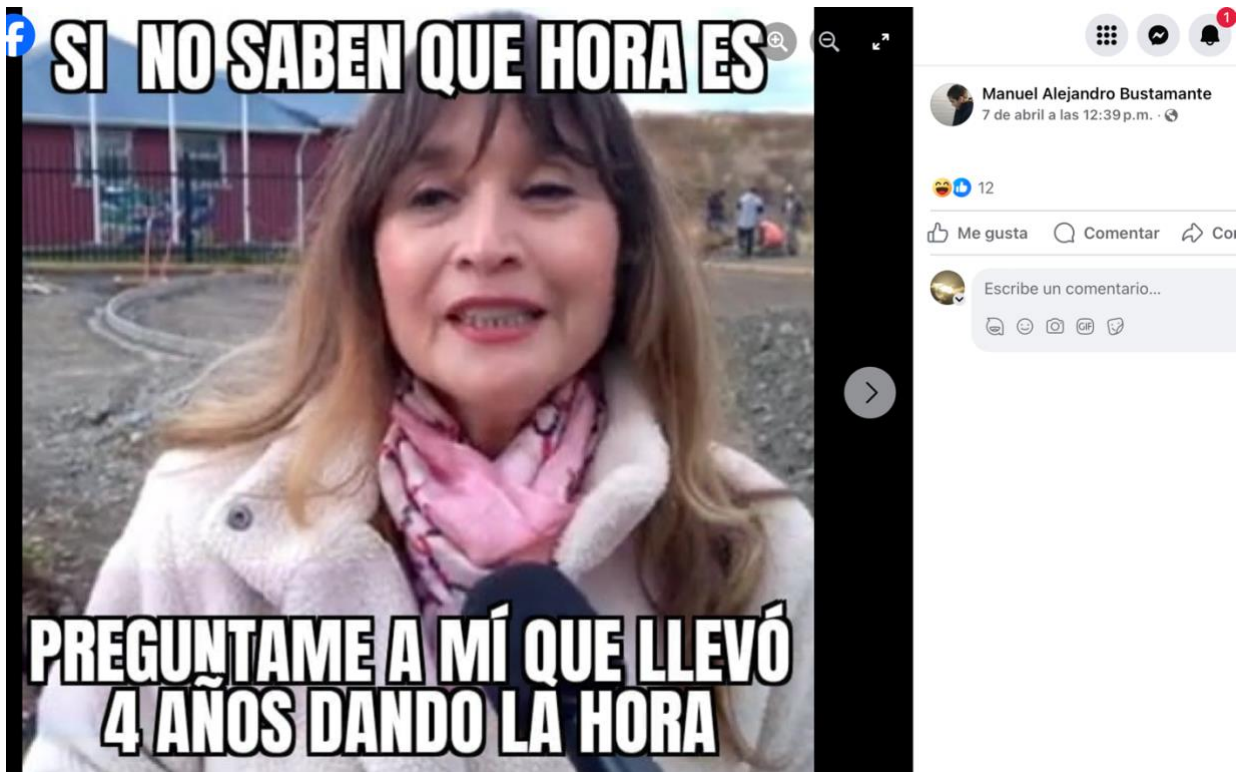 SI NO SABEN QUE HORA ES
PREGUNTAME A MÍ QUE LLEVÓ
4 AÑOS DANDO LA HORA
1
Manuel Alejandro Bustamante
7 de abril a las 12:39 p.m. ·
12
Me gusta
Comentar
Escribe un comentario...
GIF